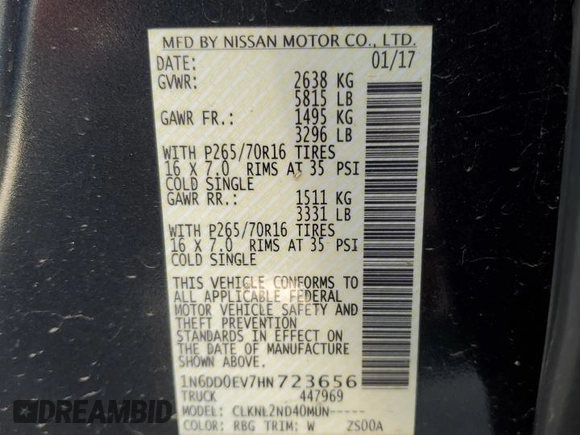 MFD BY NISSAN MOTOR CO., LTD.
DATE: 01/17
GVWR: 2638 KG
5815 LB
GAWR FR.: 1495 KG
3296 LB
WITH P265/70R16 TIRES
16 X 7.0 RIMS AT 35 PSI
COLD SINGLE
GAWR RR.: 1511 KG
3331 LB
WITH P265/70R16 TIRES
16 X 7.0 RIMS AT 35 PSI
COLD SINGLE
THIS VEHICLE CONFORMS TO
ALL APPLICABLE FEDERAL
MOTOR VEHICLE SAFETY AND
THEFT PREVENTION
STANDARDS IN EFFECT ON
THE DATE OF MANUFACTURE
SHOWN ABOVE.
1N6DD0EV7HN723656
TRUCK 447969
MODEL: CLKNL2ND40MUN-----
COLOR: RBG TRIM: W ZS00A
CLEARED
AUCTION HISTORY REMOVAL